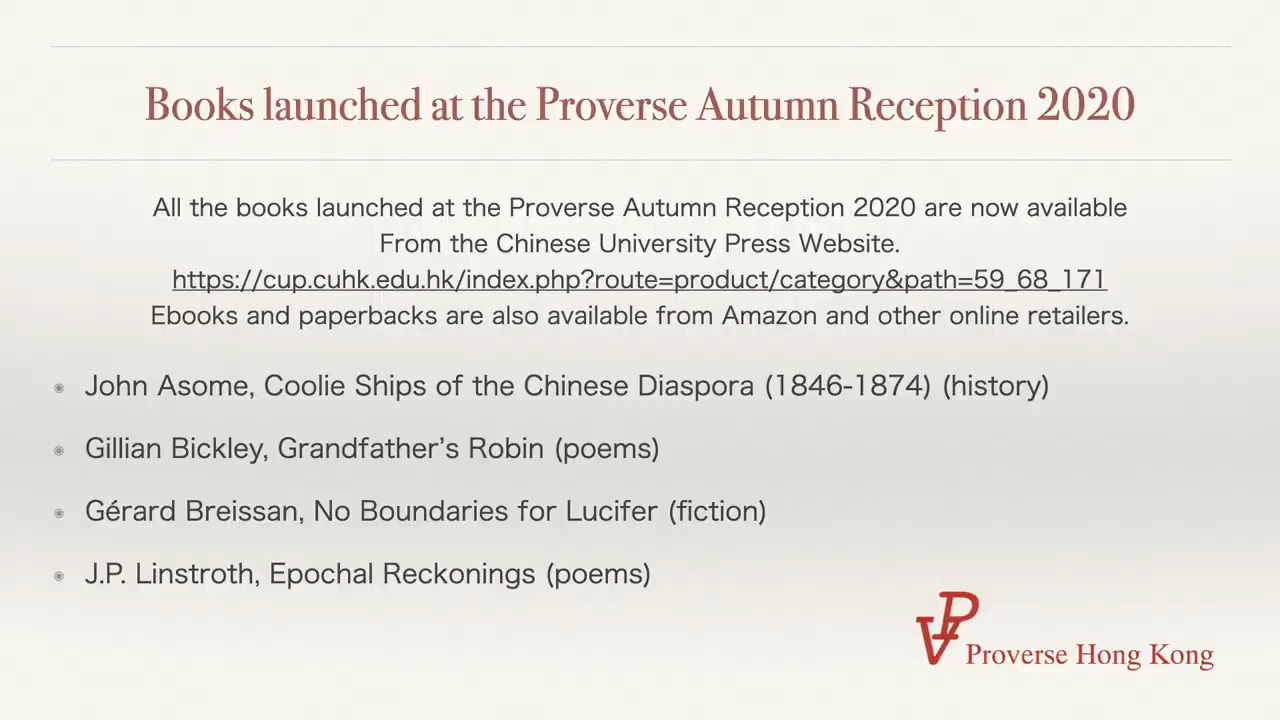 Books launched at the Proverse Autumn Reception 2020
All the books launched at the Proverse Autumn Reception 2020 are now available
From the Chinese University Press Website.
https://cup.cuhk.edu.hk/index.php?route=product/category&path=59_68_171
Ebooks and paperbacks are also available from Amazon and other online retailers.
John Asome, Coolie Ships of the Chinese Diaspora (1846-1874) (history)
Gillian Bickley, Grandfather’s Robin (poems)
Gérard Breissan, No Boundaries for Lucifer (fiction)
J.P. Linstroth, Epochal Reckonings (poems)
VP
Proverse Hong Kong